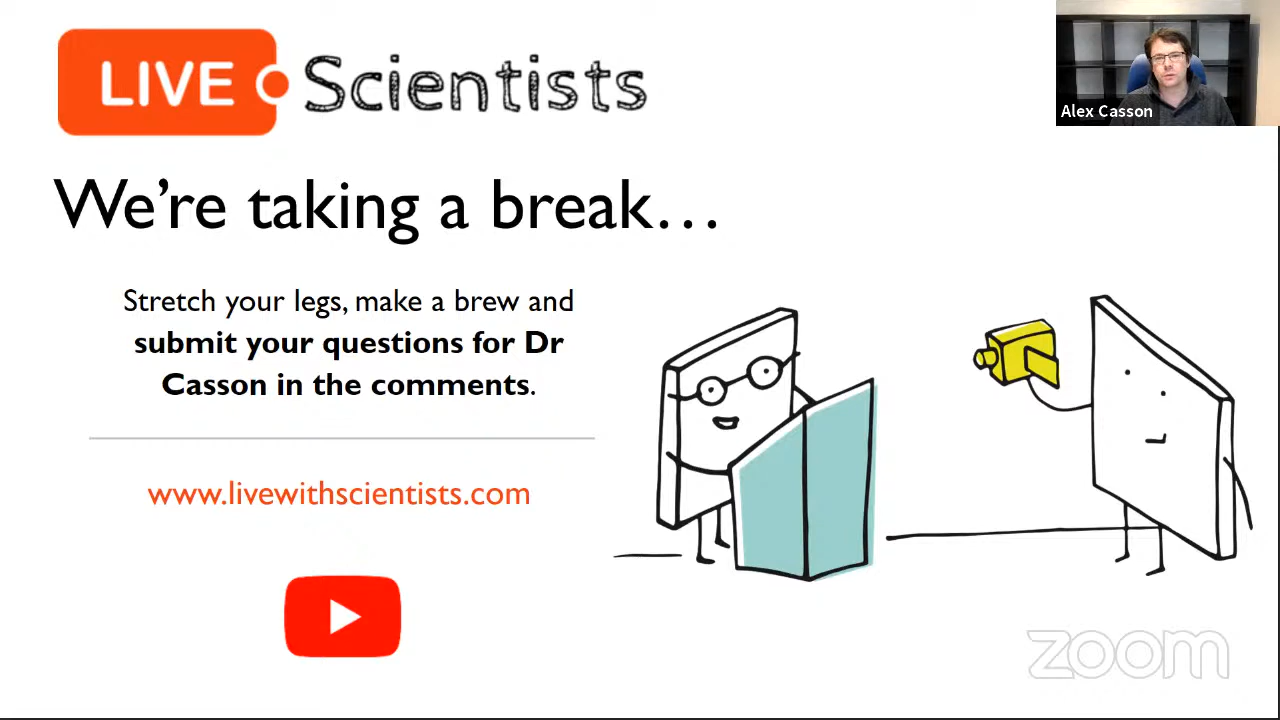 LIVE Scientists
Alex Casson
We're taking a break...
Stretch your legs, make a brew and
submit your questions for Dr
Casson in the comments.
www.livewithscientists.com
zoom